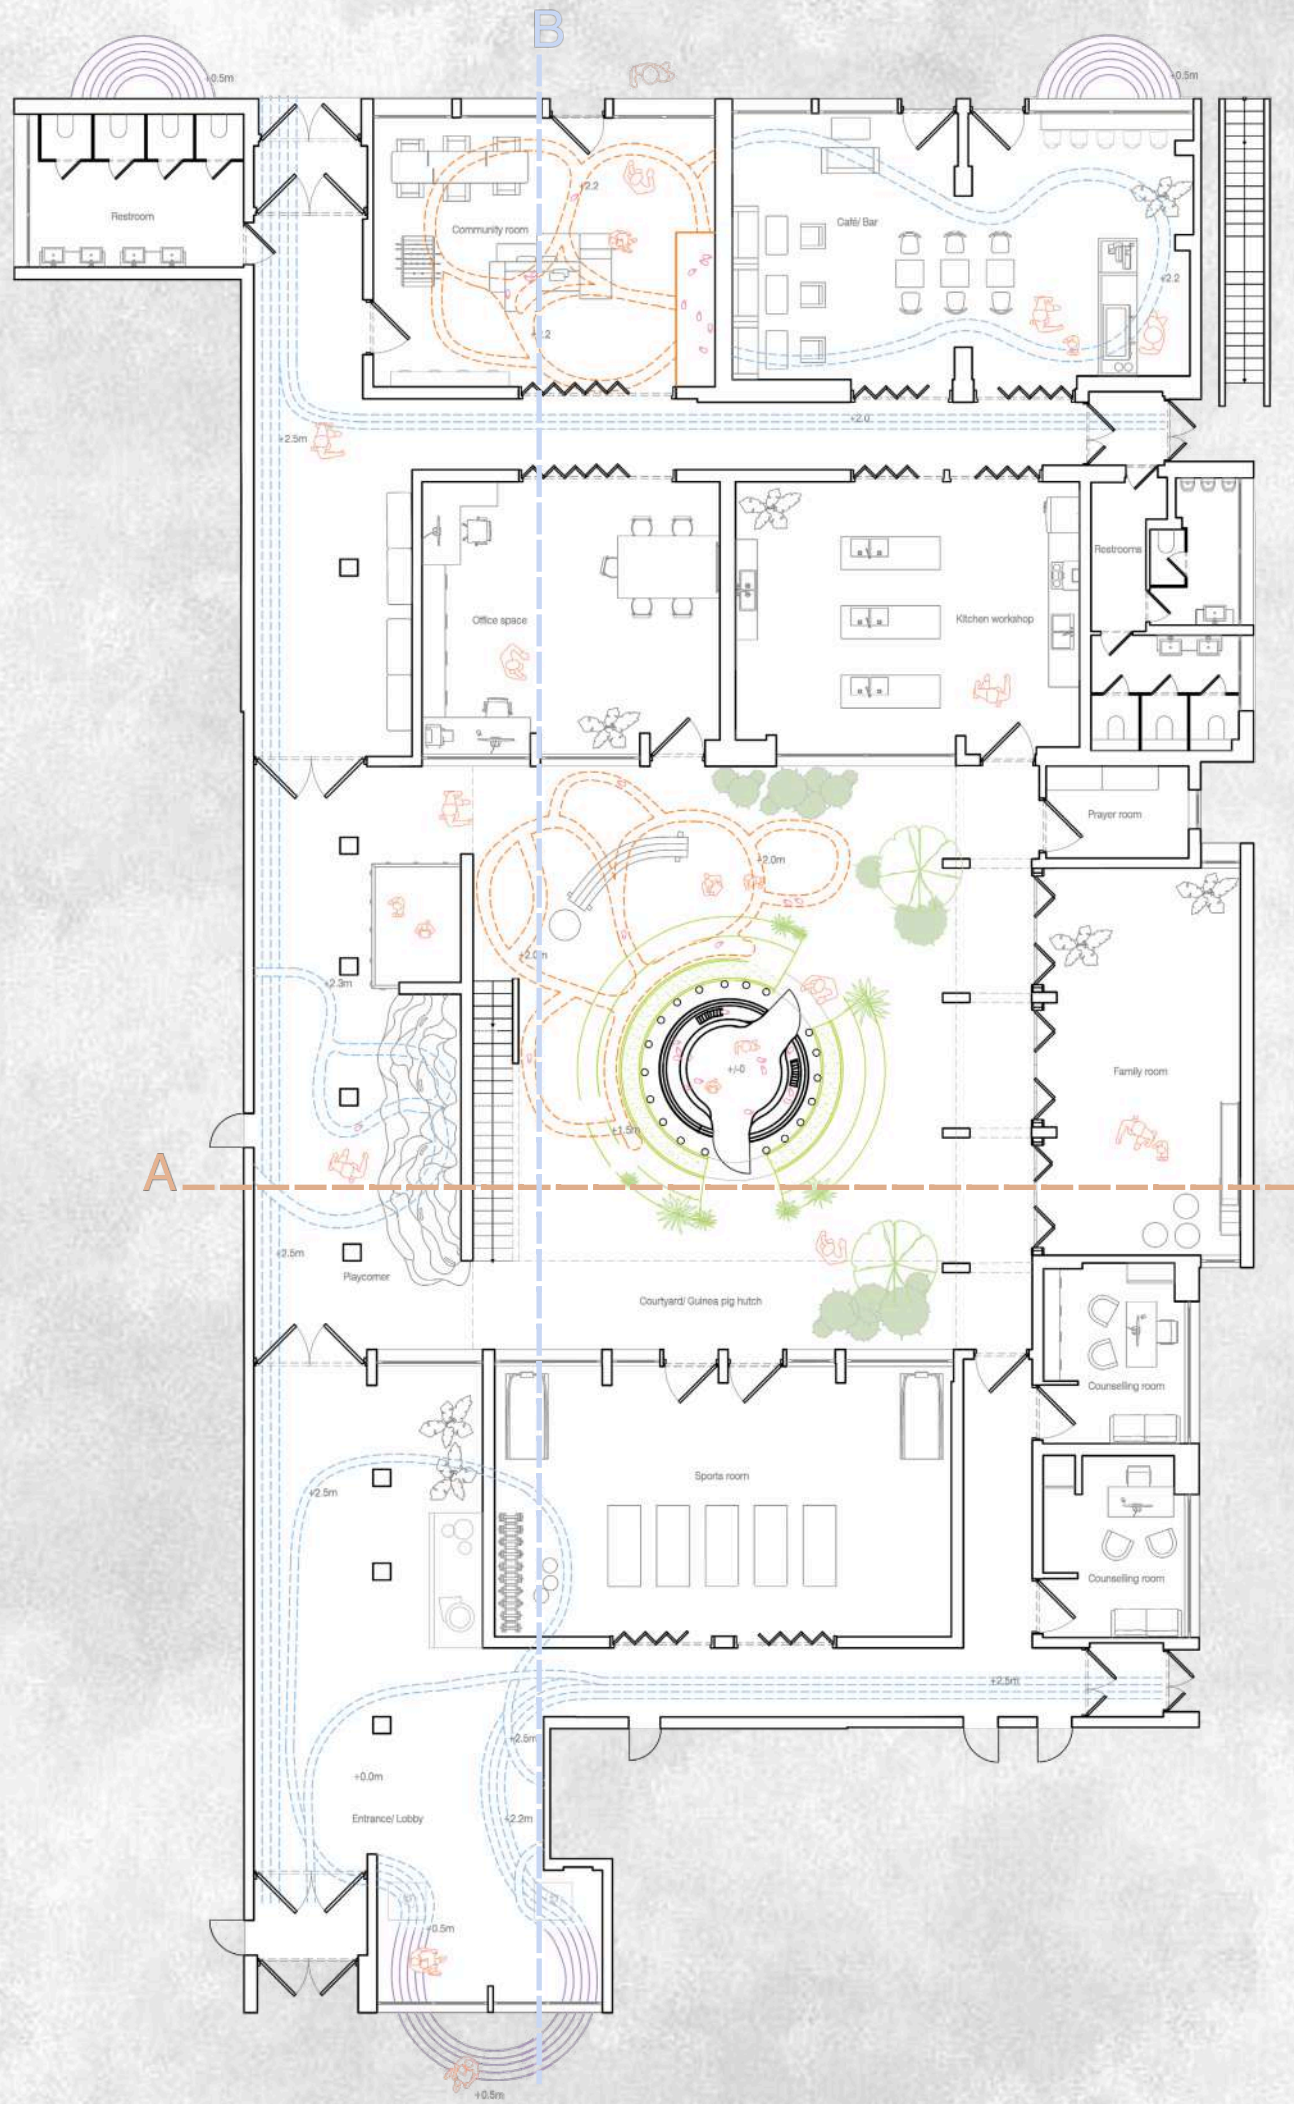 B
+0.5m
+0.5m
Restroom
+2.2
Community room
Café/ Bar
+2.2
+2.2
+2.0
+2.5m
Restrooms
Office space
Kitchen workshop
Prayer room
+2.0m
+2.0m
+2.3m
+/-0
Family room
+1.5m
A
+2.5m
Playcorner
Courtyard/ Guinea pig hutch
Counselling room
Sports room
+2.5m
Counselling room
+2.5m
+2.5m
+0.0m
Entrance/ Lobby
+2.2m
+0.5m
+0.5m